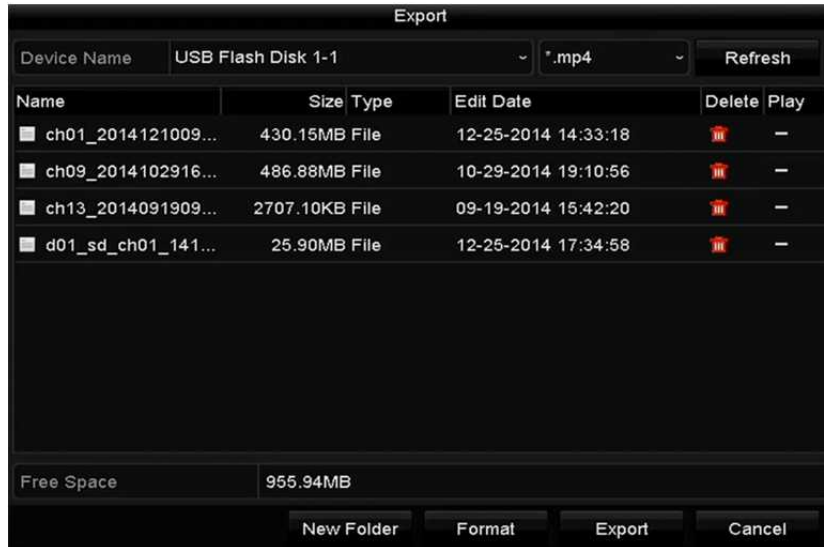 Export
Device Name USB Flash Disk 1-1 *.mp4 Refresh
Name Size Type Edit Date Delete Play
ch01_2014121009... 430.15MB File 12-25-2014 14:33:18
ch09_2014102916... 486.88MB File 10-29-2014 19:10:56
ch13_2014091909... 2707.10KB File 09-19-2014 15:42:20
d01_sd_ch01_141... 25.90MB File 12-25-2014 17:34:58
Free Space 955.94MB
New Folder Format Export Cancel